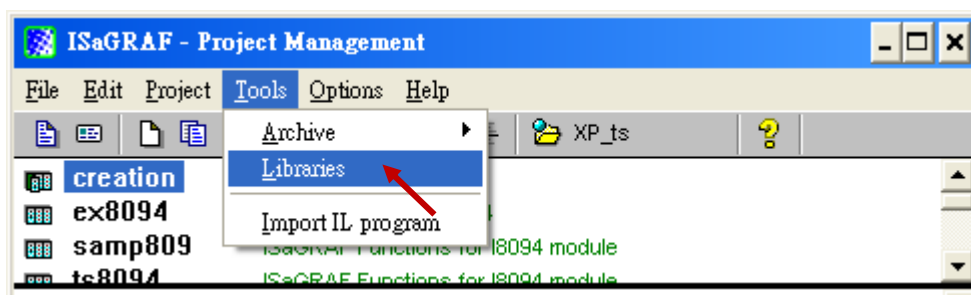 ISaGRAF - Project Management
File Edit Project Tools Options Help
XP_ts
Archive
Libraries
Import IL program
creation
ex8094
samp809 ISaGRAF Functions for I8094 module
ts8094 ISaGRAF Functions for I8094 module